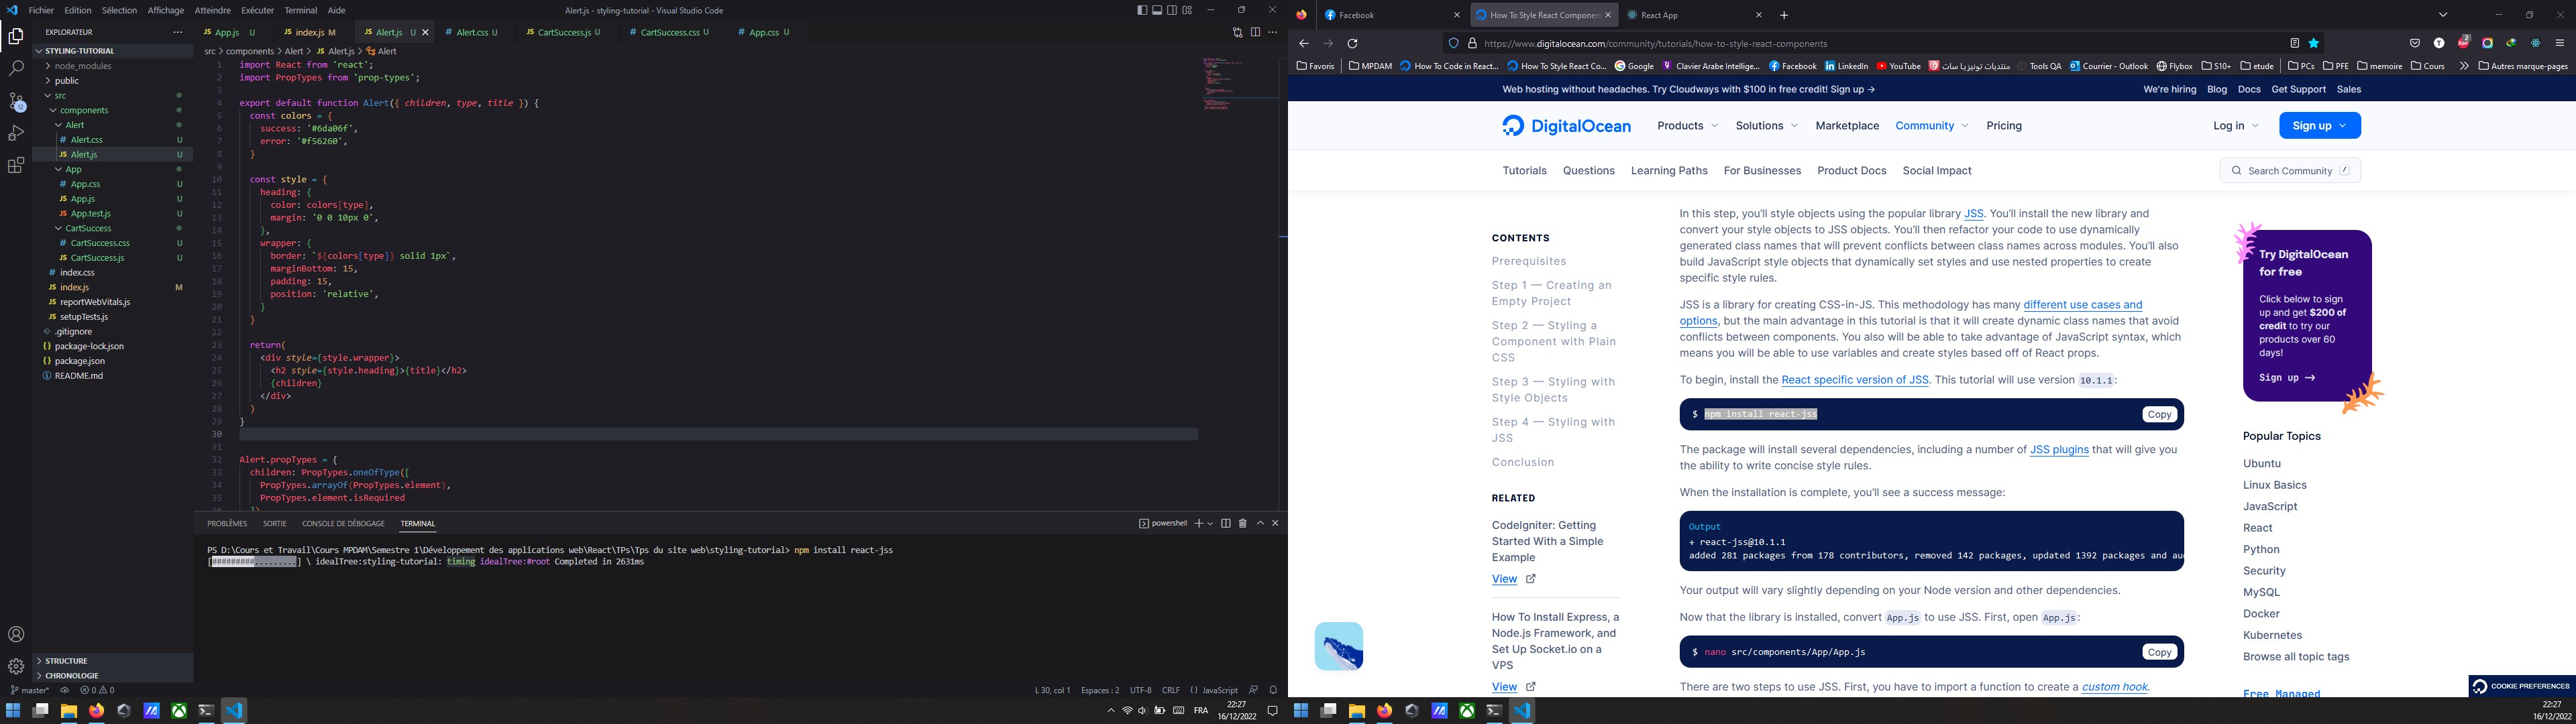 Fichier Edition Sélection Affichage Atteindre Exécuter Terminal Aide
Alert.js - styling-tutorial - Visual Studio Code
EXPLORATEUR
STYLING-TUTORIAL
node_modules
public
src
components
Alert
Alert.css U
Alert.js U
App
App.css U
App.js U
App.test.js U
CartSuccess
CartSuccess.css U
CartSuccess.js U
index.css
index.js M
reportWebVitals.js
setupTests.js
.gitignore
package-lock.json
package.json
README.md
STRUCTURE
CHRONOLOGIE
App.js U index.js M Alert.js U Alert.css U CartSuccess.js U CartSuccess.css U App.css U
src > components > Alert > Alert.js > Alert
1 import React from 'react';
2 import PropTypes from 'prop-types';
3
4 export default function Alert({ children, type, title }) {
5 const colors = {
6 success: '#6da06f',
7 error: '#f56260',
8 }
9
10 const style = {
11 heading: {
12 color: colors[type],
13 margin: '0 0 10px 0',
14 },
15 wrapper: {
16 border: `${colors[type]} solid 1px`,
17 marginBottom: 15,
18 padding: 15,
19 position: 'relative',
20 }
21 }
22
23 return(
24 <div style={style.wrapper}>
25 <h2 style={style.heading}>{title}</h2>
26 {children}
27 </div>
28 )
29 }
30
31
32 Alert.propTypes = {
33 children: PropTypes.oneOfType([
34 PropTypes.arrayOf(PropTypes.element),
35 PropTypes.element.isRequired
PROBLÈMES SORTIE CONSOLE DE DÉBOGAGE TERMINAL
powershell
PS D:\Cours et Travail\Cours MPDAM\Semestre 1\Développement des applications web\React\TPs\Tps du site web\styling-tutorial> npm install react-jss
[#########.........] \ idealTree:styling-tutorial: timing idealTree:#root Completed in 2631ms
master* 0 0
L 30, col 1 Espaces : 2 UTF-8 CRLF {} JavaScript
FRA
22:27
16/12/2022
Facebook
How To Style React Componen
React App
https://www.digitalocean.com/community/tutorials/how-to-style-react-components
Favoris MPDAM How To Code in React... How To Style React Co... Google Clavier Arabe Intellige... Facebook LinkedIn YouTube منتديات تونيزيا سات Tools QA Courrier - Outlook Flybox S10+ etude PCs PFE memoire Cours Autres marque-pages
Web hosting without headaches. Try Cloudways with $100 in free credit! Sign up →
We're hiring Blog Docs Get Support Sales
DigitalOcean
Products Solutions Marketplace Community Pricing
Log in Sign up
Tutorials Questions Learning Paths For Businesses Product Docs Social Impact
Search Community /
CONTENTS
Prerequisites
Step 1 — Creating an
Empty Project
Step 2 — Styling a
Component with Plain
CSS
Step 3 — Styling with
Style Objects
Step 4 — Styling with
JSS
Conclusion
RELATED
CodeIgniter: Getting
Started With a Simple
Example
View
How To Install Express, a
Node.js Framework, and
Set Up Socket.io on a
VPS
View
In this step, you'll style objects using the popular library JSS. You'll install the new library and
convert your style objects to JSS objects. You'll then refactor your code to use dynamically
generated class names that will prevent conflicts between class names across modules. You'll also
build JavaScript style objects that dynamically set styles and use nested properties to create
specific style rules.
JSS is a library for creating CSS-in-JS. This methodology has many different use cases and
options, but the main advantage in this tutorial is that it will create dynamic class names that avoid
conflicts between components. You also will be able to take advantage of JavaScript syntax, which
means you will be able to use variables and create styles based off of React props.
To begin, install the React specific version of JSS. This tutorial will use version 10.1.1:
$ npm install react-jss
Copy
The package will install several dependencies, including a number of JSS plugins that will give you
the ability to write concise style rules.
When the installation is complete, you'll see a success message:
Output
+ react-jss@10.1.1
added 281 packages from 178 contributors, removed 142 packages, updated 1392 packages and au
Your output will vary slightly depending on your Node version and other dependencies.
Now that the library is installed, convert App.js to use JSS. First, open App.js:
$ nano src/components/App/App.js
Copy
There are two steps to use JSS. First, you have to import a function to create a custom hook.
Try DigitalOcean
for free
Click below to sign
up and get $200 of
credit to try our
products over 60
days!
Sign up →
Popular Topics
Ubuntu
Linux Basics
JavaScript
React
Python
Security
MySQL
Docker
Kubernetes
Browse all topic tags
Free Managed
COOKIE PREFERENCES
22:27
16/12/2022